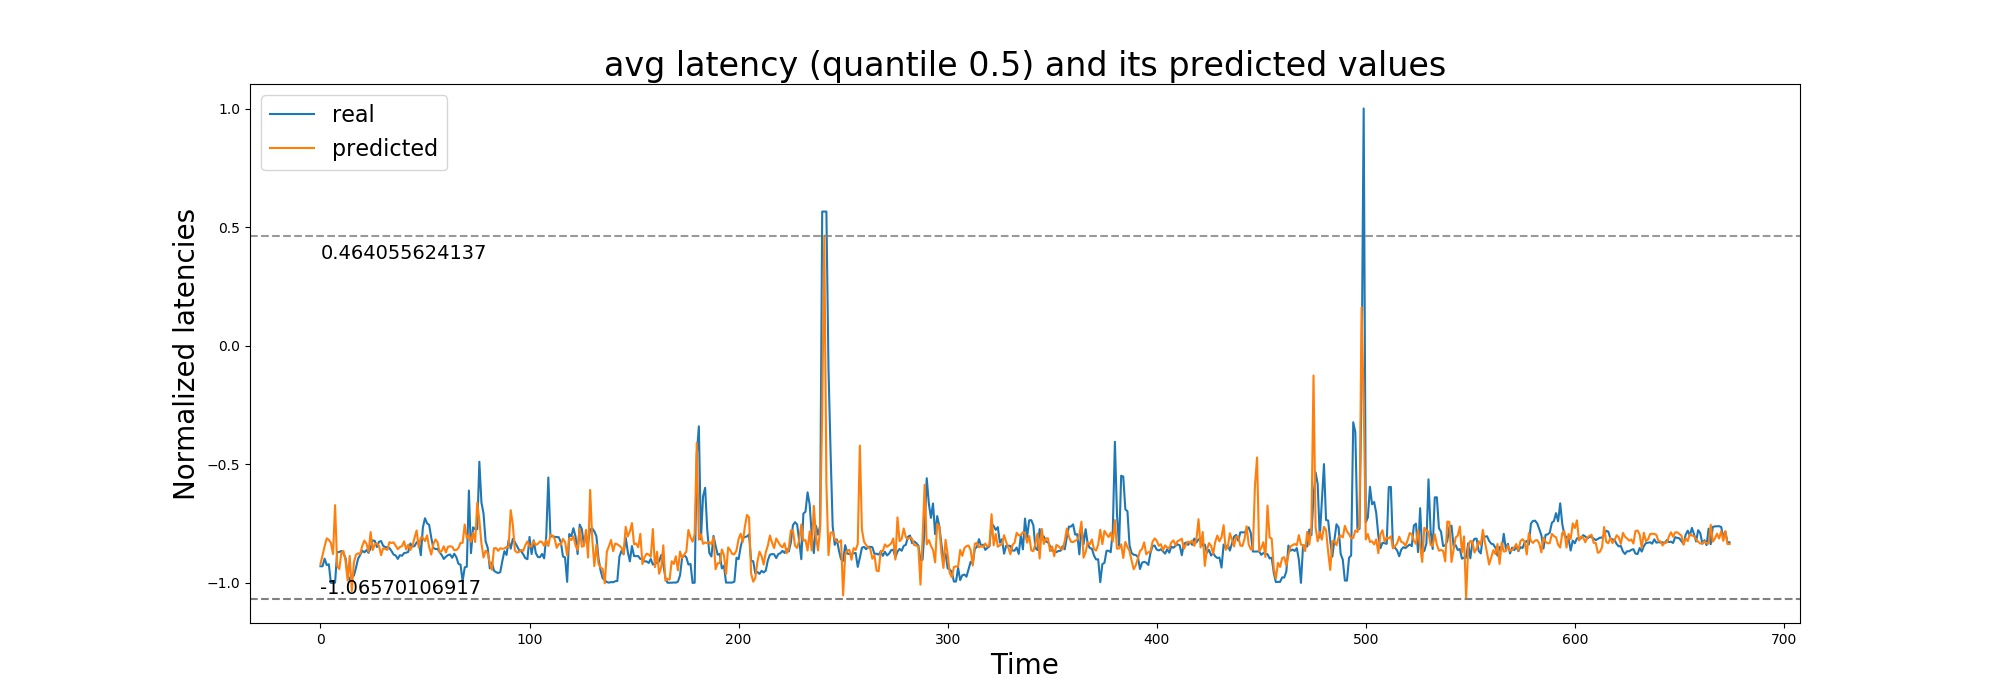 avg latency (quantile 0.5) and its predicted values
real
predicted
Normalized latencies
1.0
0.5
0.0
−0.5
−1.0
0.464055624137
-1.06570106917
0 100 200 300 400 500 600 700
Time